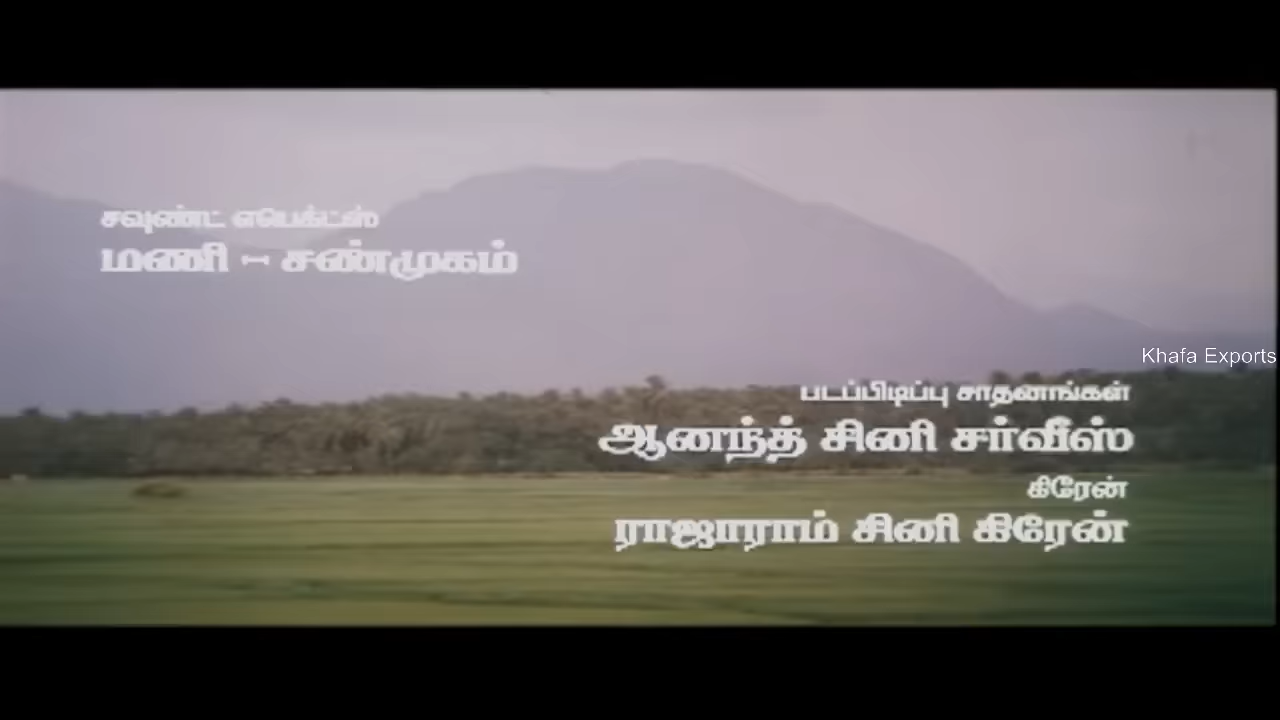 சவுண்ட் எபெக்ட்ஸ்
மணி - சண்முகம்
Khafa Exports
படப்பிடிப்பு சாதனங்கள்
ஆனந்த் சினி சர்வீஸ்
கிரேன்
ராஜாராம் சினி கிரேன்